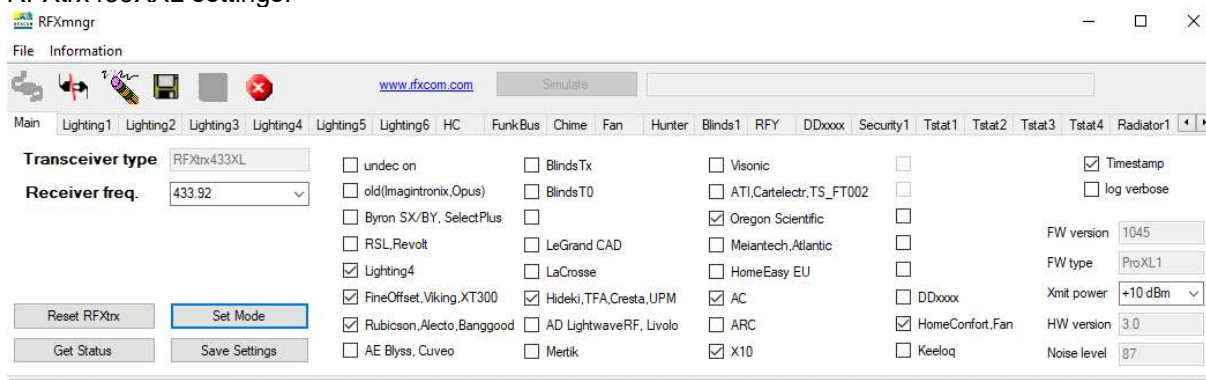 RFXmngr
File Information
www.rfxcom.com Simulate
Main Lighting1 Lighting2 Lighting3 Lighting4 Lighting5 Lighting6 HC FunkBus Chime Fan Hunter Blinds1 RFY DDxxxx Security1 Tstat1 Tstat2 Tstat3 Tstat4 Radiator1
Transceiver type RFXtrx433XL undec on BlindsTx Visonic Timestamp
Receiver freq. 433.92 old(Imagintronix,Opus) BlindsT0 ATI,Cartelectr,TS_FT002 log verbose
Byron SX/BY, SelectPlus Oregon Scientific
FW version 1045
RSL,Revolt LeGrand CAD Meiantech,Atlantic
Lighting4 LaCrosse HomeEasy EU FW type ProXL1
FineOffset,Viking,XT300 Hideki,TFA,Cresta,UPM AC DDxxxx Xmit power +10 dBm
Reset RFXtrx Set Mode Rubicson,Alecto,Banggood AD LightwaveRF, Livolo ARC HomeConfort,Fan HW version 3.0
Get Status Save Settings AE Blyss, Cuveo Mertik X10 Keeloq Noise level 87